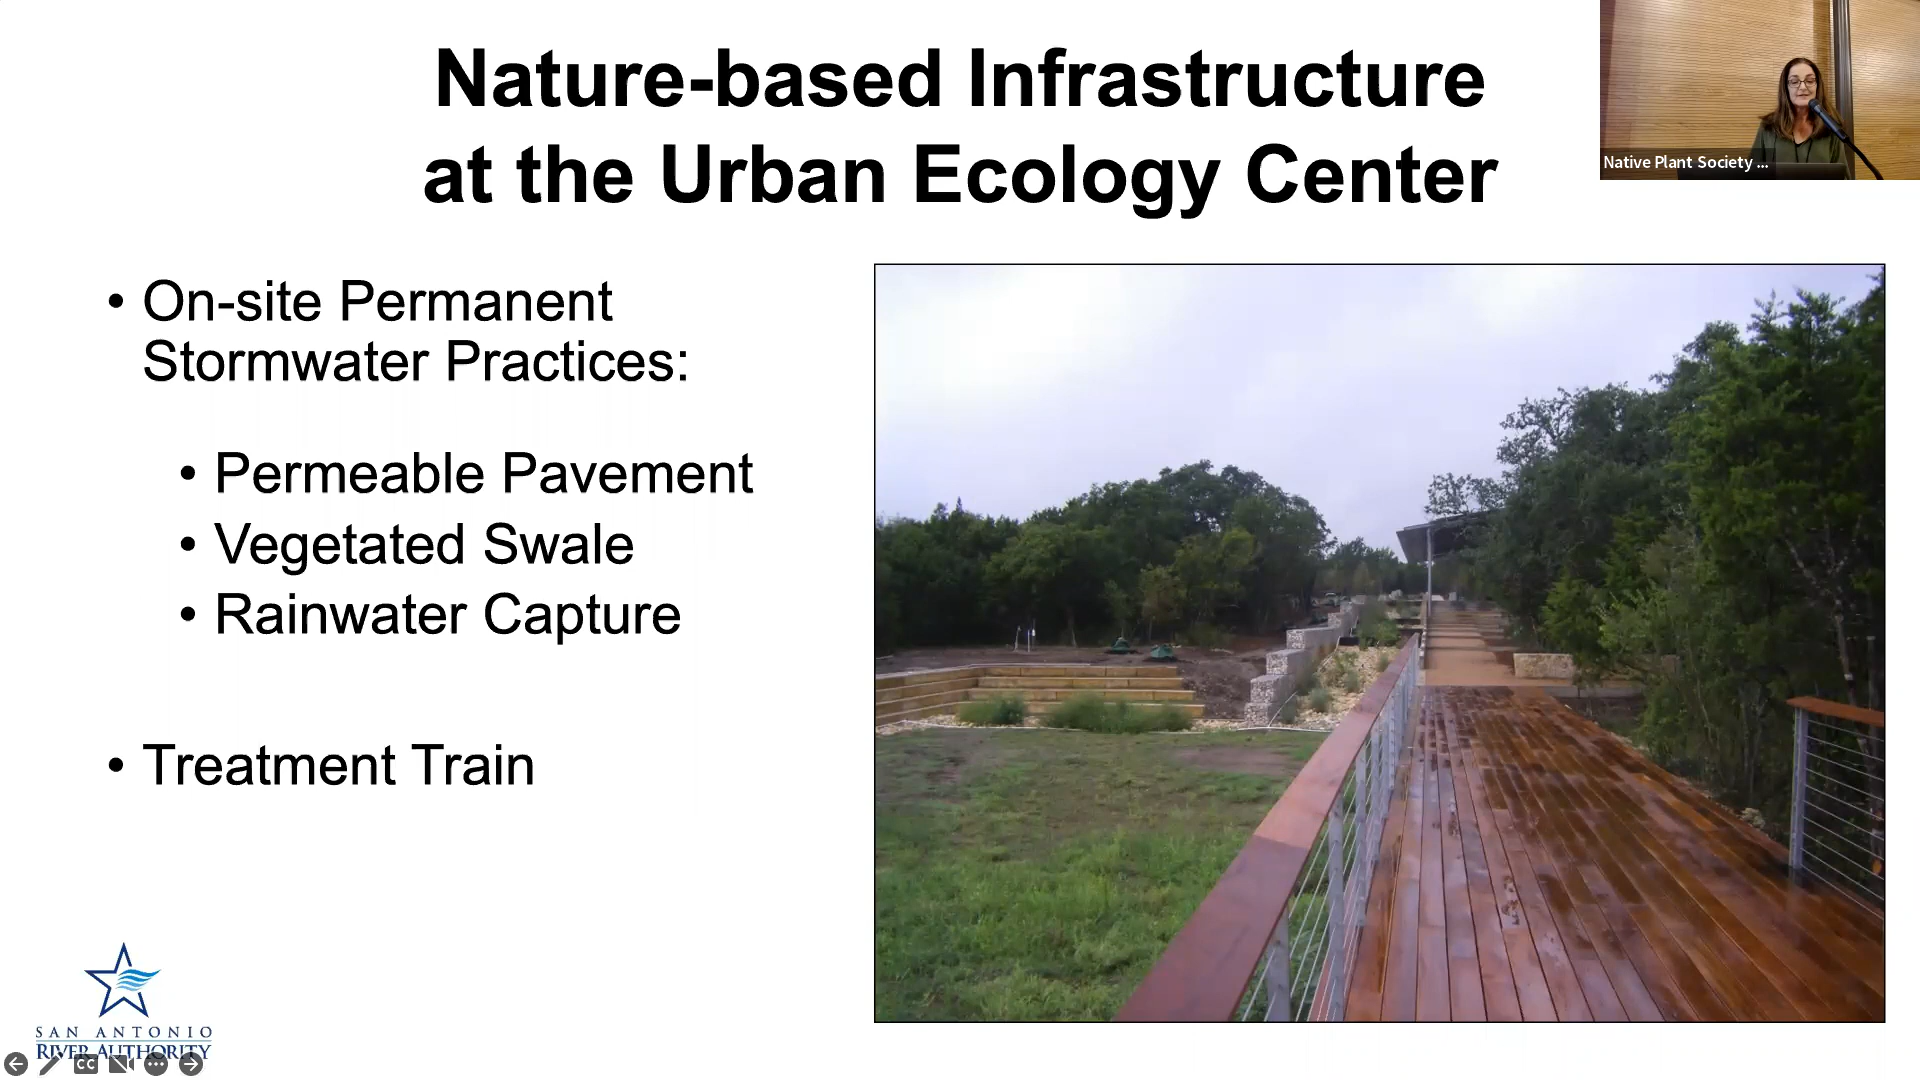 Nature-based Infrastructure
at the Urban Ecology Center
Native Plant Society ...
• On-site Permanent
Stormwater Practices:
• Permeable Pavement
• Vegetated Swale
• Rainwater Capture
• Treatment Train
SAN ANTONIO
RIVER AUTHORITY
CC